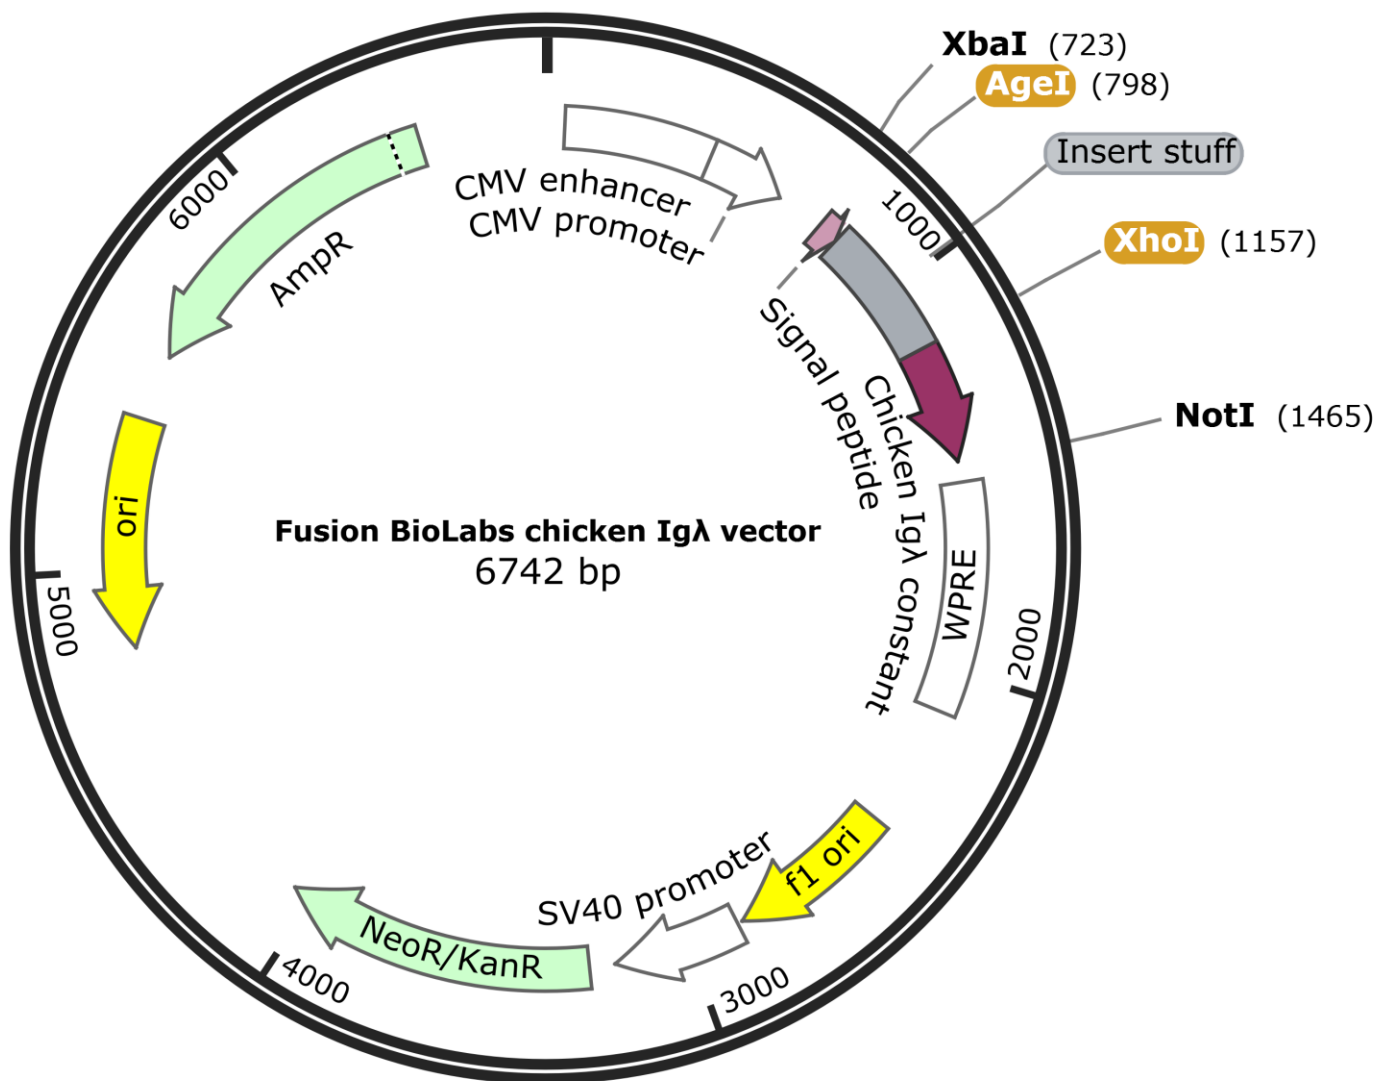 XbaI (723)
AgeI (798)
Insert stuff
XhoI (1157)
NotI (1465)
1000
2000
3000
4000
5000
6000
CMV enhancer
CMV promoter
Signal peptide
Chicken Igλ constant
WPRE
f1 ori
SV40 promoter
NeoR/KanR
ori
AmpR
Fusion BioLabs chicken Igλ vector
6742 bp